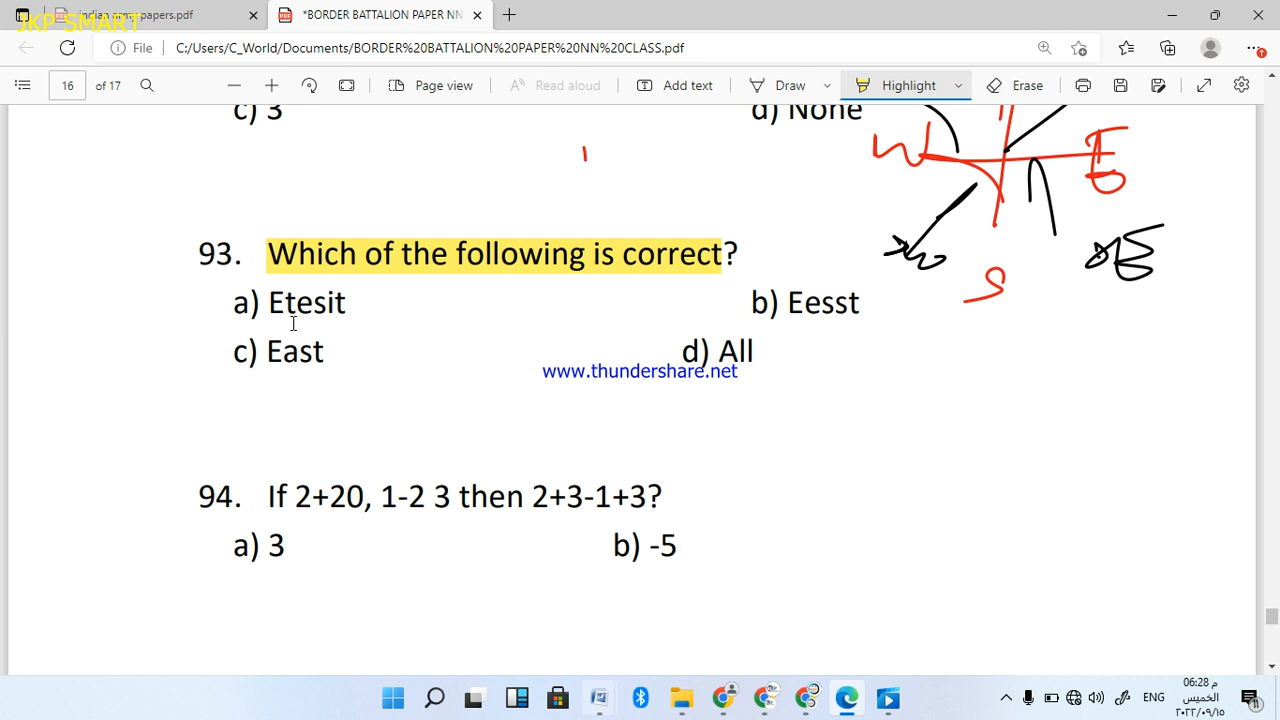 indian army papers.pdf
*BORDER BATTALION PAPER NN
JKP SMART
File C:/Users/C_World/Documents/BORDER%20BATTALION%20PAPER%20NN%20CLASS.pdf
16 of 17 Page view Read aloud Add text Draw Highlight Erase
c) 3 d) None
W E
93. Which of the following is correct?
a) Etesit b) Eesst
S
c) East d) All
www.thundershare.net
94. If 2+20, 1-2 3 then 2+3-1+3?
a) 3 b) -5
ENG
06:28 م
الخميس
٢٠٢٢/٠٩/١٥